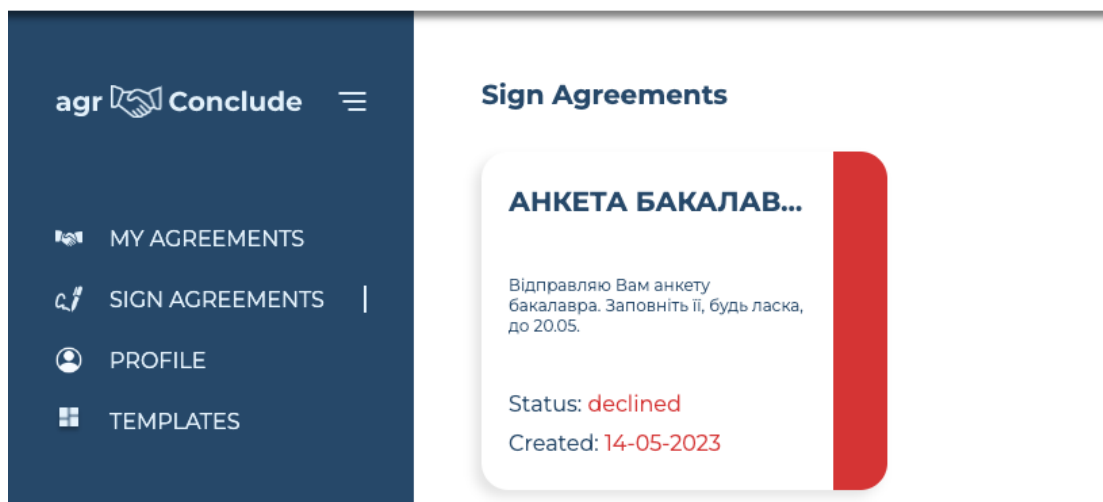 agr Conclude
MY AGREEMENTS
SIGN AGREEMENTS
PROFILE
TEMPLATES
Sign Agreements
АНКЕТА БАКАЛАВ...
Відправляю Вам анкету
бакалавра. Заповніть її, будь ласка,
до 20.05.
Status: declined
Created: 14-05-2023